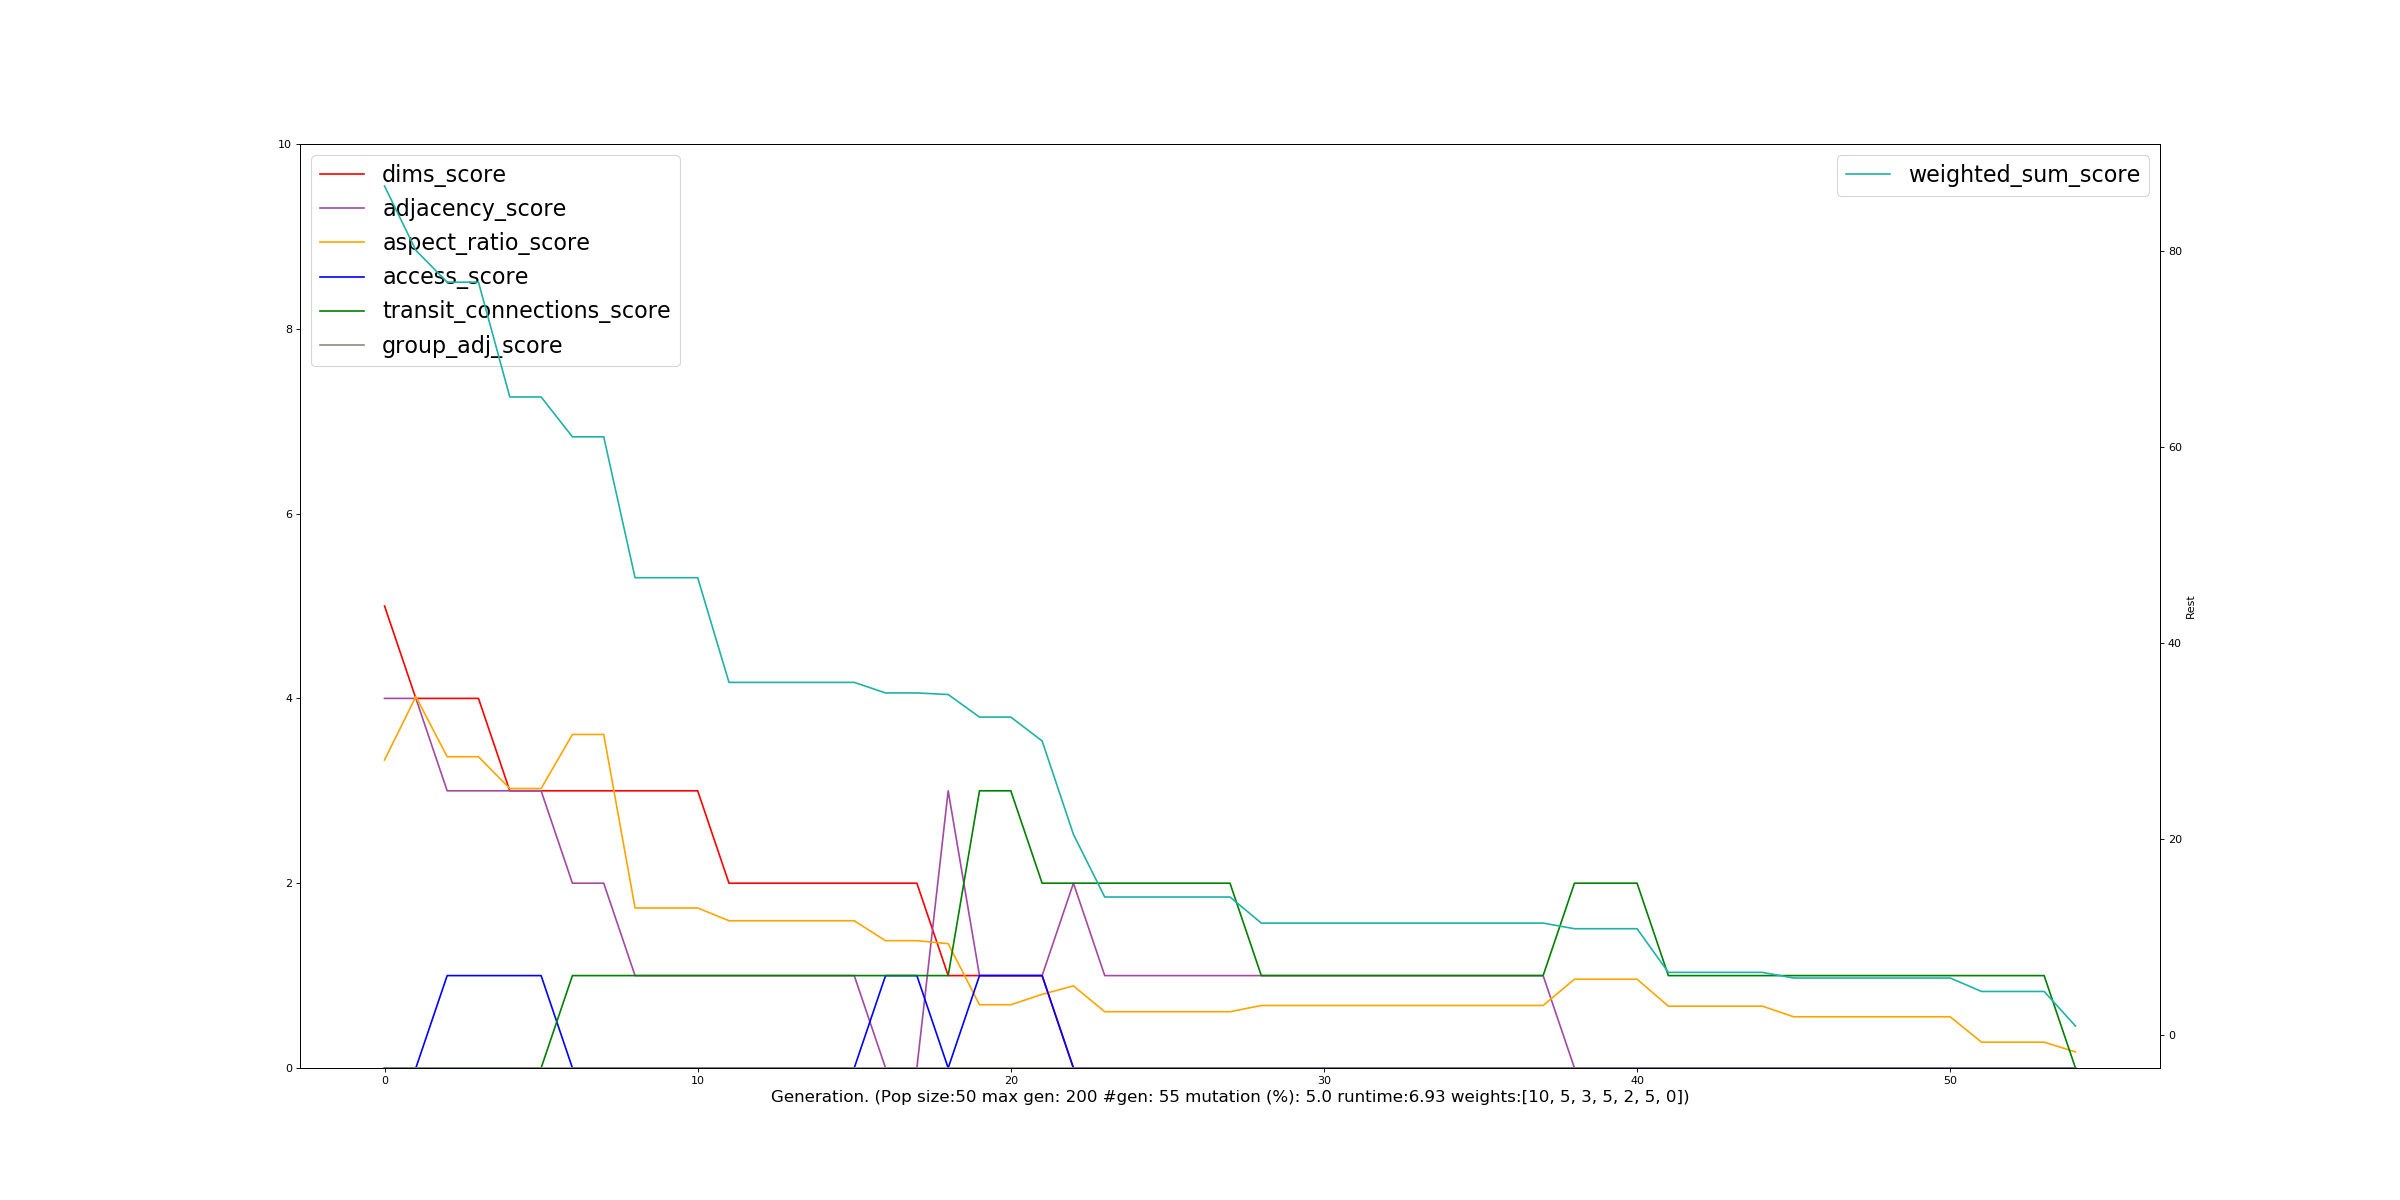 10
8
6
4
2
0
dims_score
adjacency_score
aspect_ratio_score
access_score
transit_connections_score
group_adj_score
weighted_sum_score
80
60
40
20
0
Rest
0 10 20 30 40 50
Generation. (Pop size:50 max gen: 200 #gen: 55 mutation (%): 5.0 runtime:6.93 weights:[10, 5, 3, 5, 2, 5, 0])